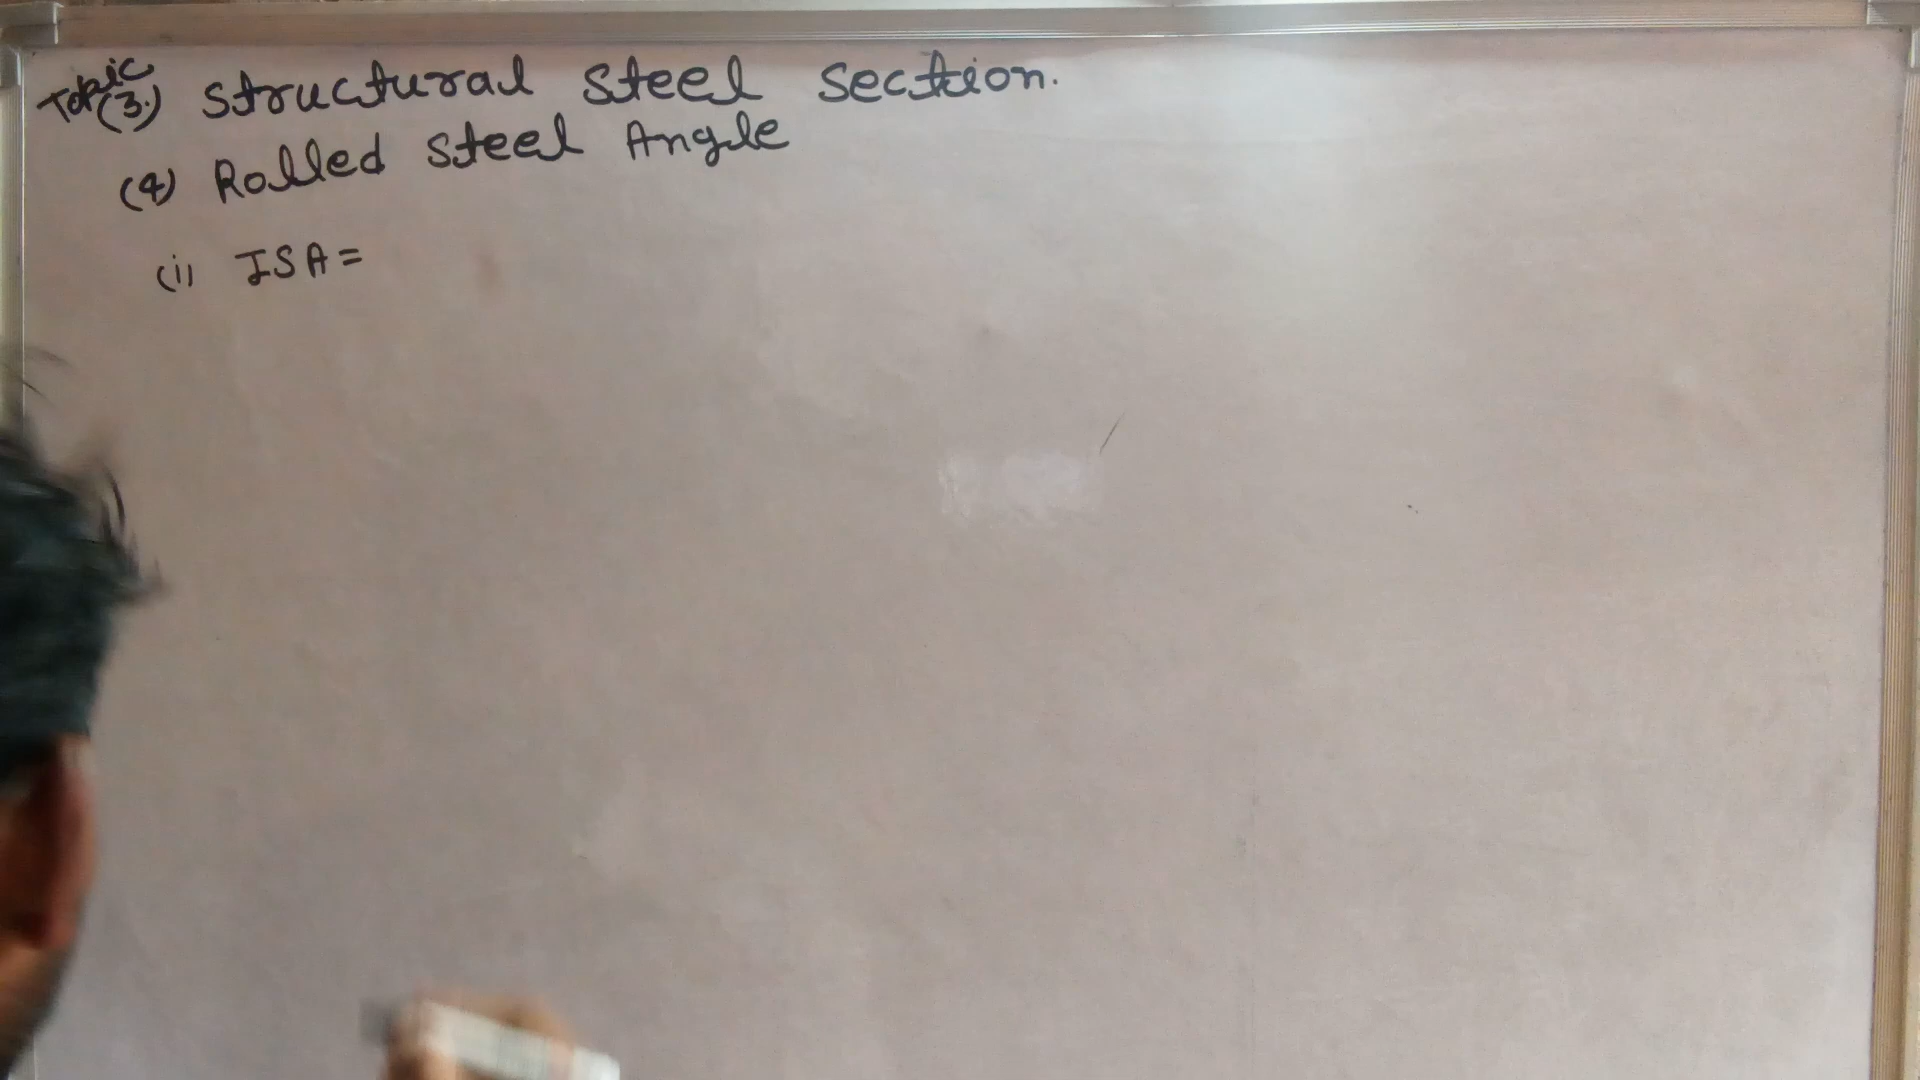 Topic (3.) Structural Steel Section.
(4) Rolled Steel Angle
(i) ISA =